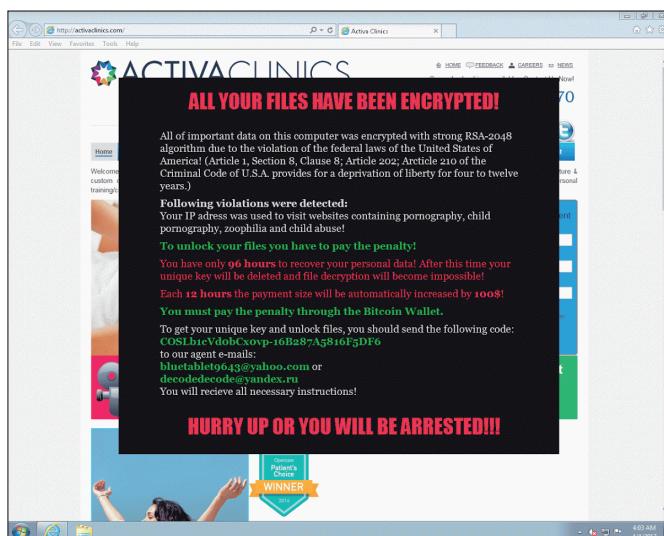 http://activaclinics.com/
Activa Clinics
File Edit View Favorites Tools Help
HOME FEEDBACK CAREERS NEWS
ACTIVACLINICS
Now!
70
Home
Welcome
custom
training/c
ALL YOUR FILES HAVE BEEN ENCRYPTED!
All of important data on this computer was encrypted with strong RSA-2048
algorithm due to the violation of the federal laws of the United States of
America! (Article 1, Section 8, Clause 8; Article 202; Arcticle 210 of the
Criminal Code of U.S.A. provides for a deprivation of liberty for four to twelve
years.)
Following violations were detected:
Your IP adress was used to visit websites containing pornography, child
pornography, zoophilia and child abuse!
To unlock your files you have to pay the penalty!
You have only 96 hours to recover your personal data! After this time your
unique key will be deleted and file decryption will become impossible!
Each 12 hours the payment size will be automatically increased by 100$!
You must pay the penalty through the Bitcoin Wallet.
To get your unique key and unlock files, you should send the following code:
COSLb1cVdobCxovp-16B287A5816F5DF6
to our agent e-mails:
bluetablet9643@yahoo.com or
decodedecode@yandex.ru
You will recieve all necessary instructions!
HURRY UP OR YOU WILL BE ARRESTED!!!
Opencare
Patient's
Choice
WINNER
2014
4:03 AM